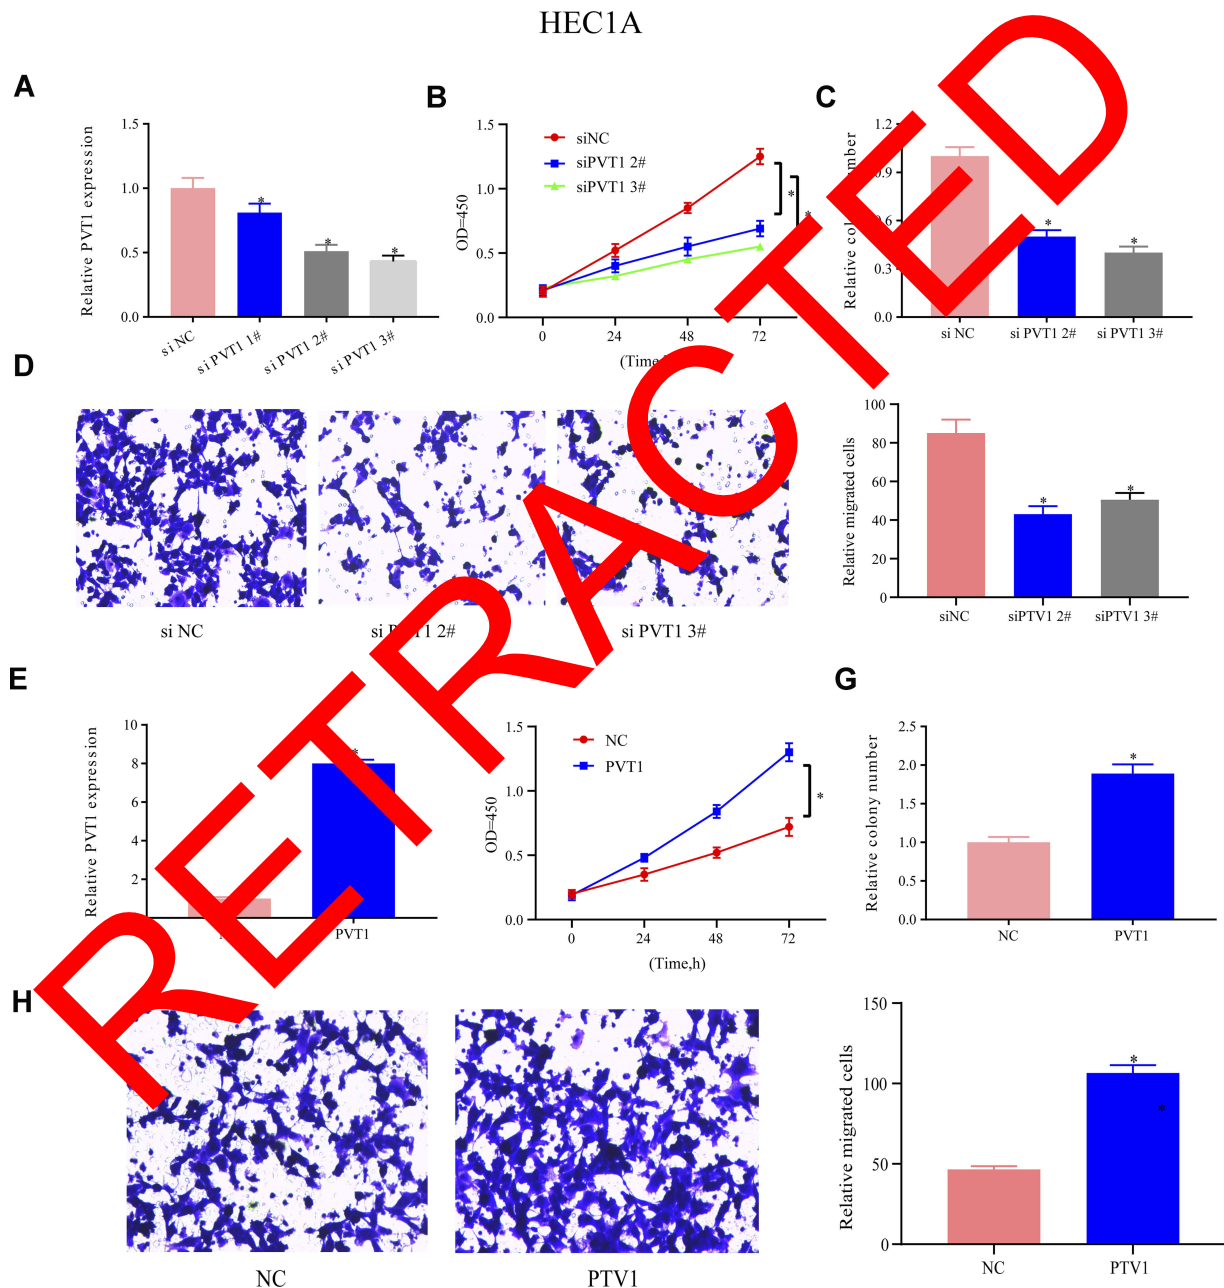 HEC1A
A
Relative PVT1 expression
1.5
1.0
0.5
0.0
*
*
*
si NC
si PVT1 1#
si PVT1 2#
si PVT1 3#
B
OD=450
1.5
1.0
0.5
0.0
siNC
siPVT1 2#
siPVT1 3#
*
*
0
24
48
72
(Time,
C
1.2
0.9
0.6
0.3
0.0
*
*
si NC
si PVT1 2#
si PVT1 3#
D
si NC
si PVT1 2#
si PVT1 3#
Relative migrated cells
100
80
60
40
20
0
*
*
siNC
siPTV1 2#
siPTV1 3#
E
Relative PVT1 expression
10
8
6
4
2
*
PVT1
OD=450
1.5
1.0
0.5
0.0
NC
PVT1
*
0
24
48
72
(Time,h)
G
Relative colony number
2.5
2.0
1.5
1.0
0.5
0.0
*
NC
PVT1
H
NC
PTV1
Relative migrated cells
150
100
50
0
*
*
NC
PTV1
RETRACTED